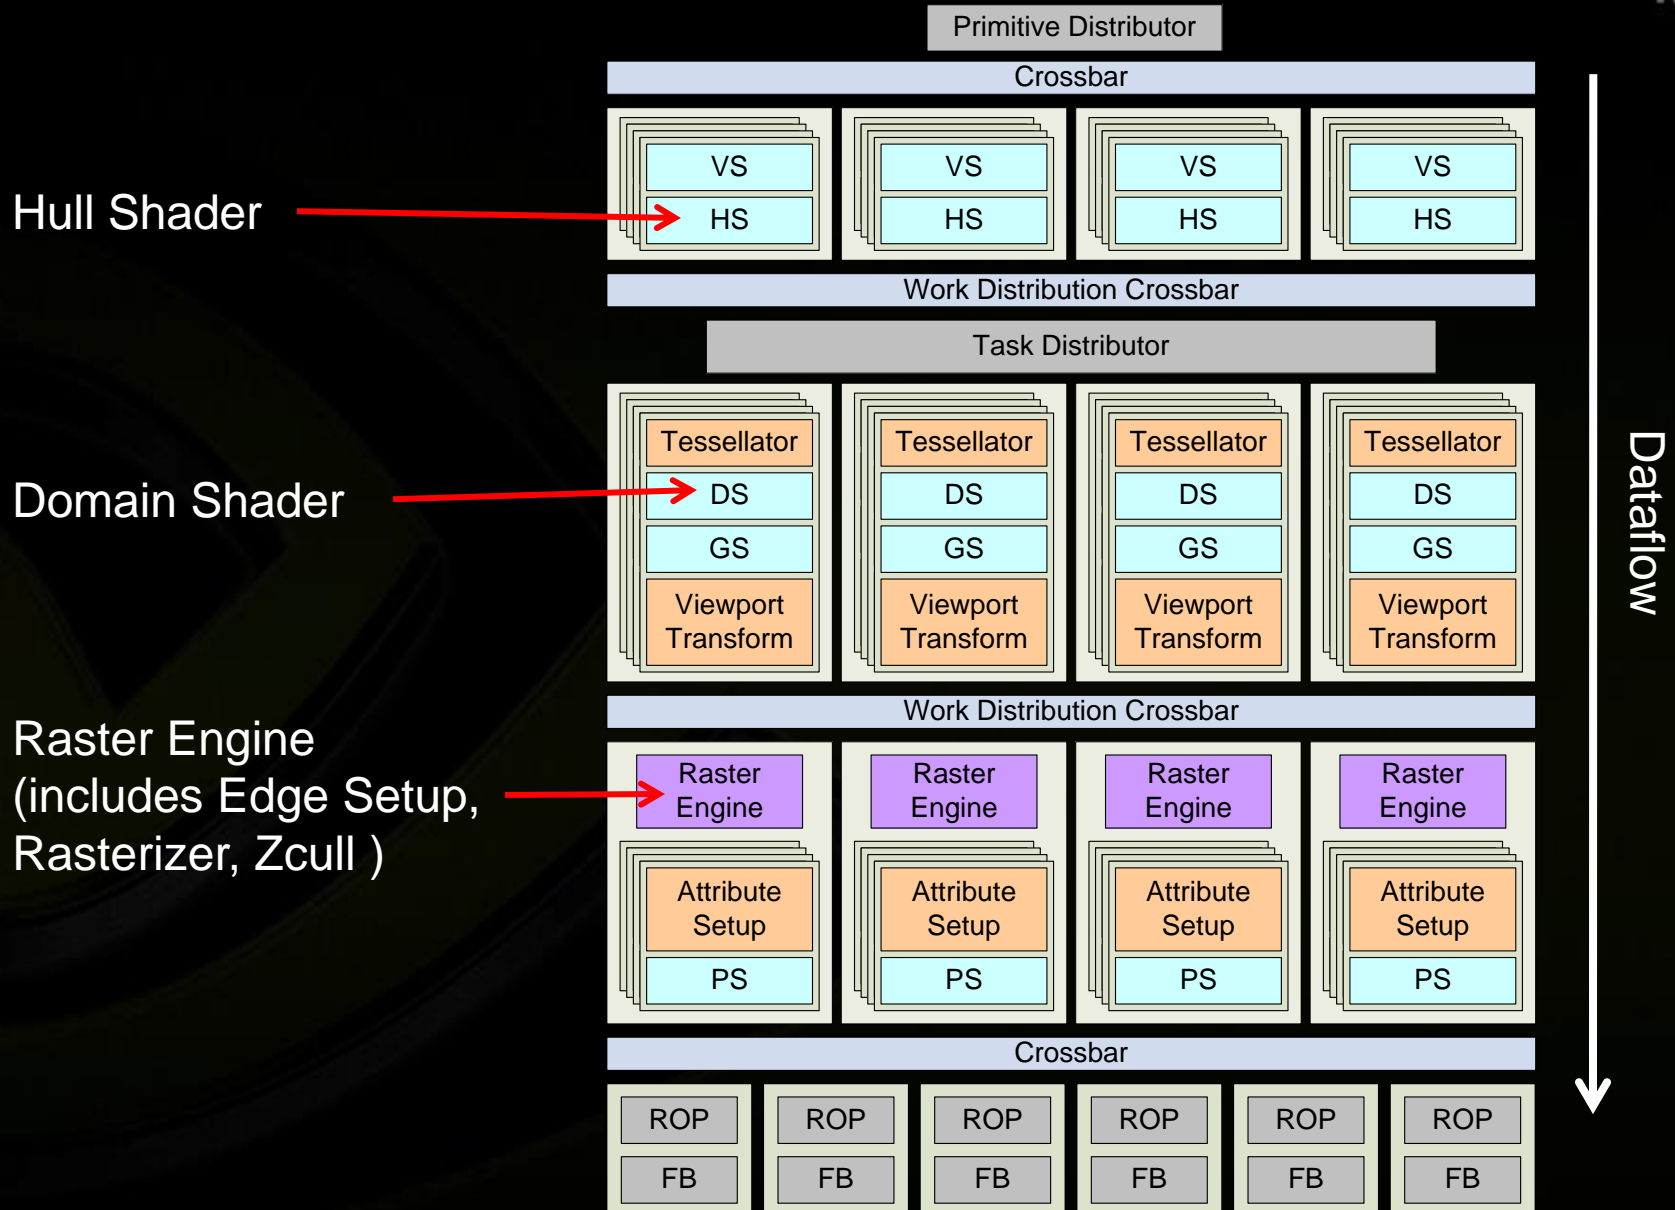 Primitive Distributor
Crossbar
VS VS VS VS
Hull Shader
HS HS HS HS
Work Distribution Crossbar
Task Distributor
Tessellator Tessellator Tessellator Tessellator
Domain Shader
DS DS DS DS
GS GS GS GS
Viewport Viewport Viewport Viewport
Transform Transform Transform Transform
Dataflow
Work Distribution Crossbar
Raster Engine
(includes Edge Setup,
Rasterizer, Zcull )
Raster Raster Raster Raster
Engine Engine Engine Engine
Attribute Attribute Attribute Attribute
Setup Setup Setup Setup
PS PS PS PS
Crossbar
ROP ROP ROP ROP ROP ROP
FB FB FB FB FB FB